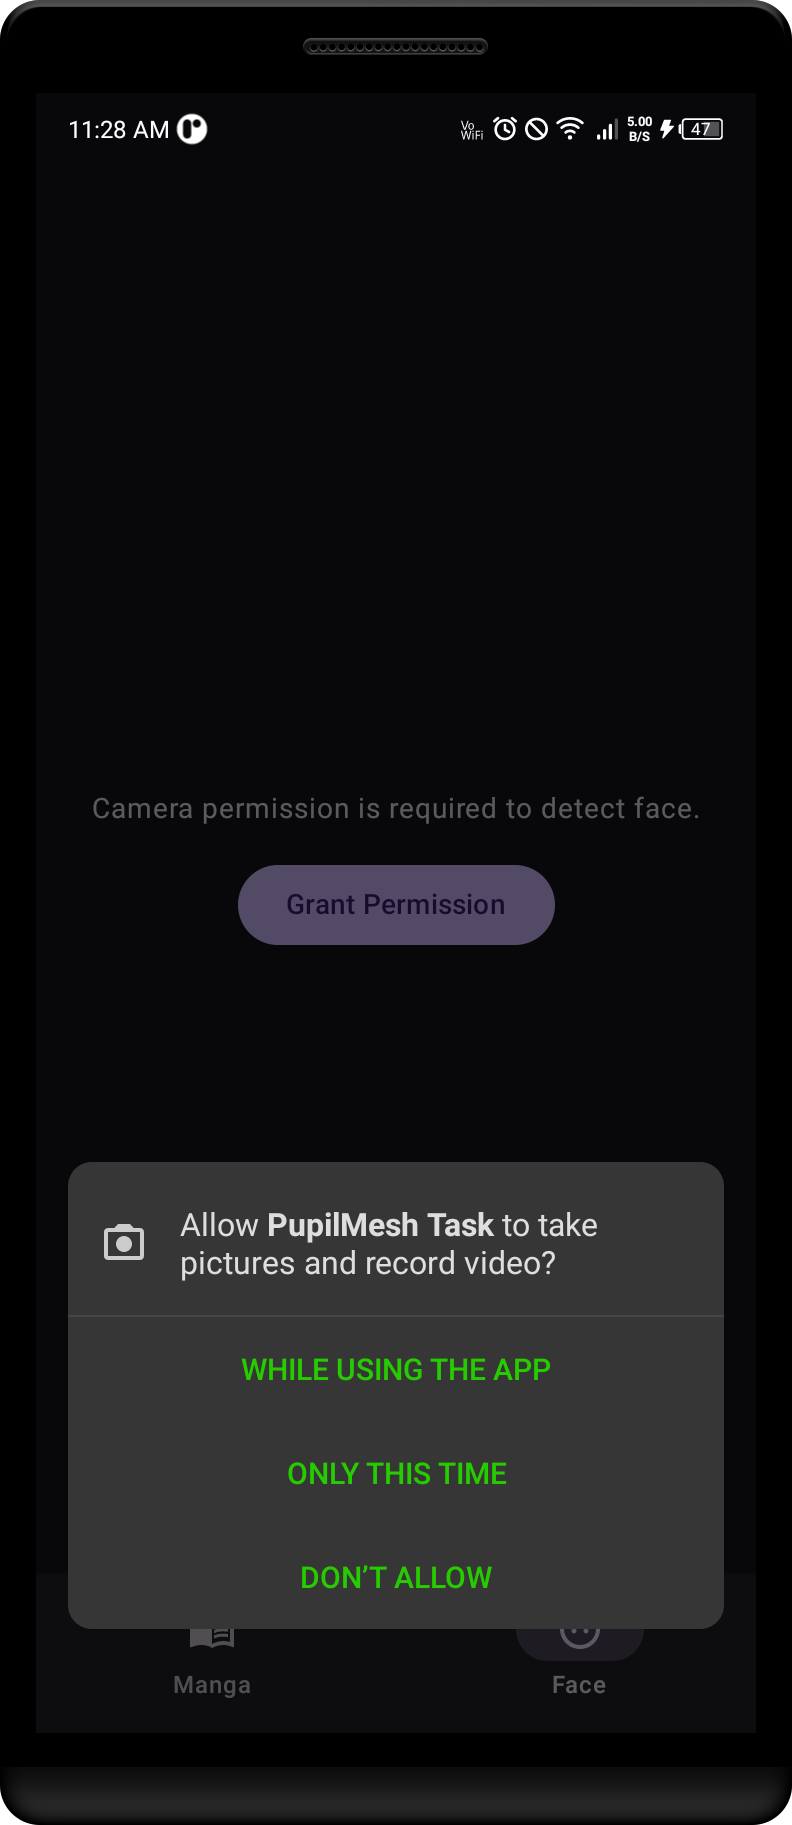 11:28 AM
Vo
WiFi
5.00
B/S
47
Camera permission is required to detect face.
Grant Permission
Allow PupilMesh Task to take
pictures and record video?
WHILE USING THE APP
ONLY THIS TIME
DON’T ALLOW
Manga
Face